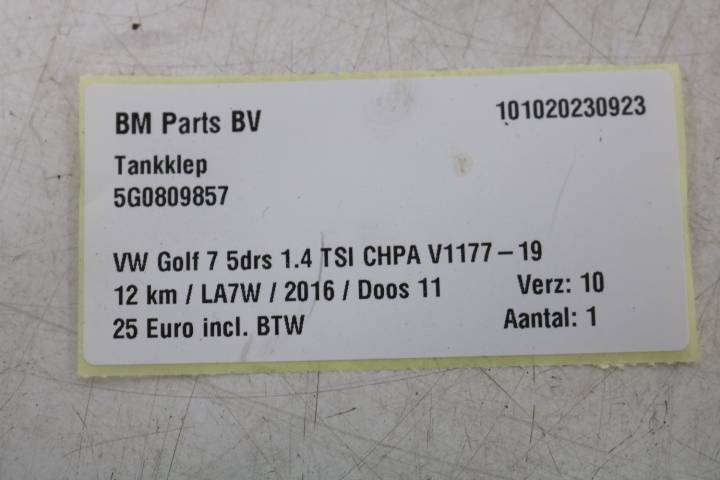 BM Parts BV 101020230923
Tankklep
5G0809857
VW Golf 7 5drs 1.4 TSI CHPA V1177-19
12 km / LA7W / 2016 / Doos 11 Verz: 10
25 Euro incl. BTW Aantal: 1